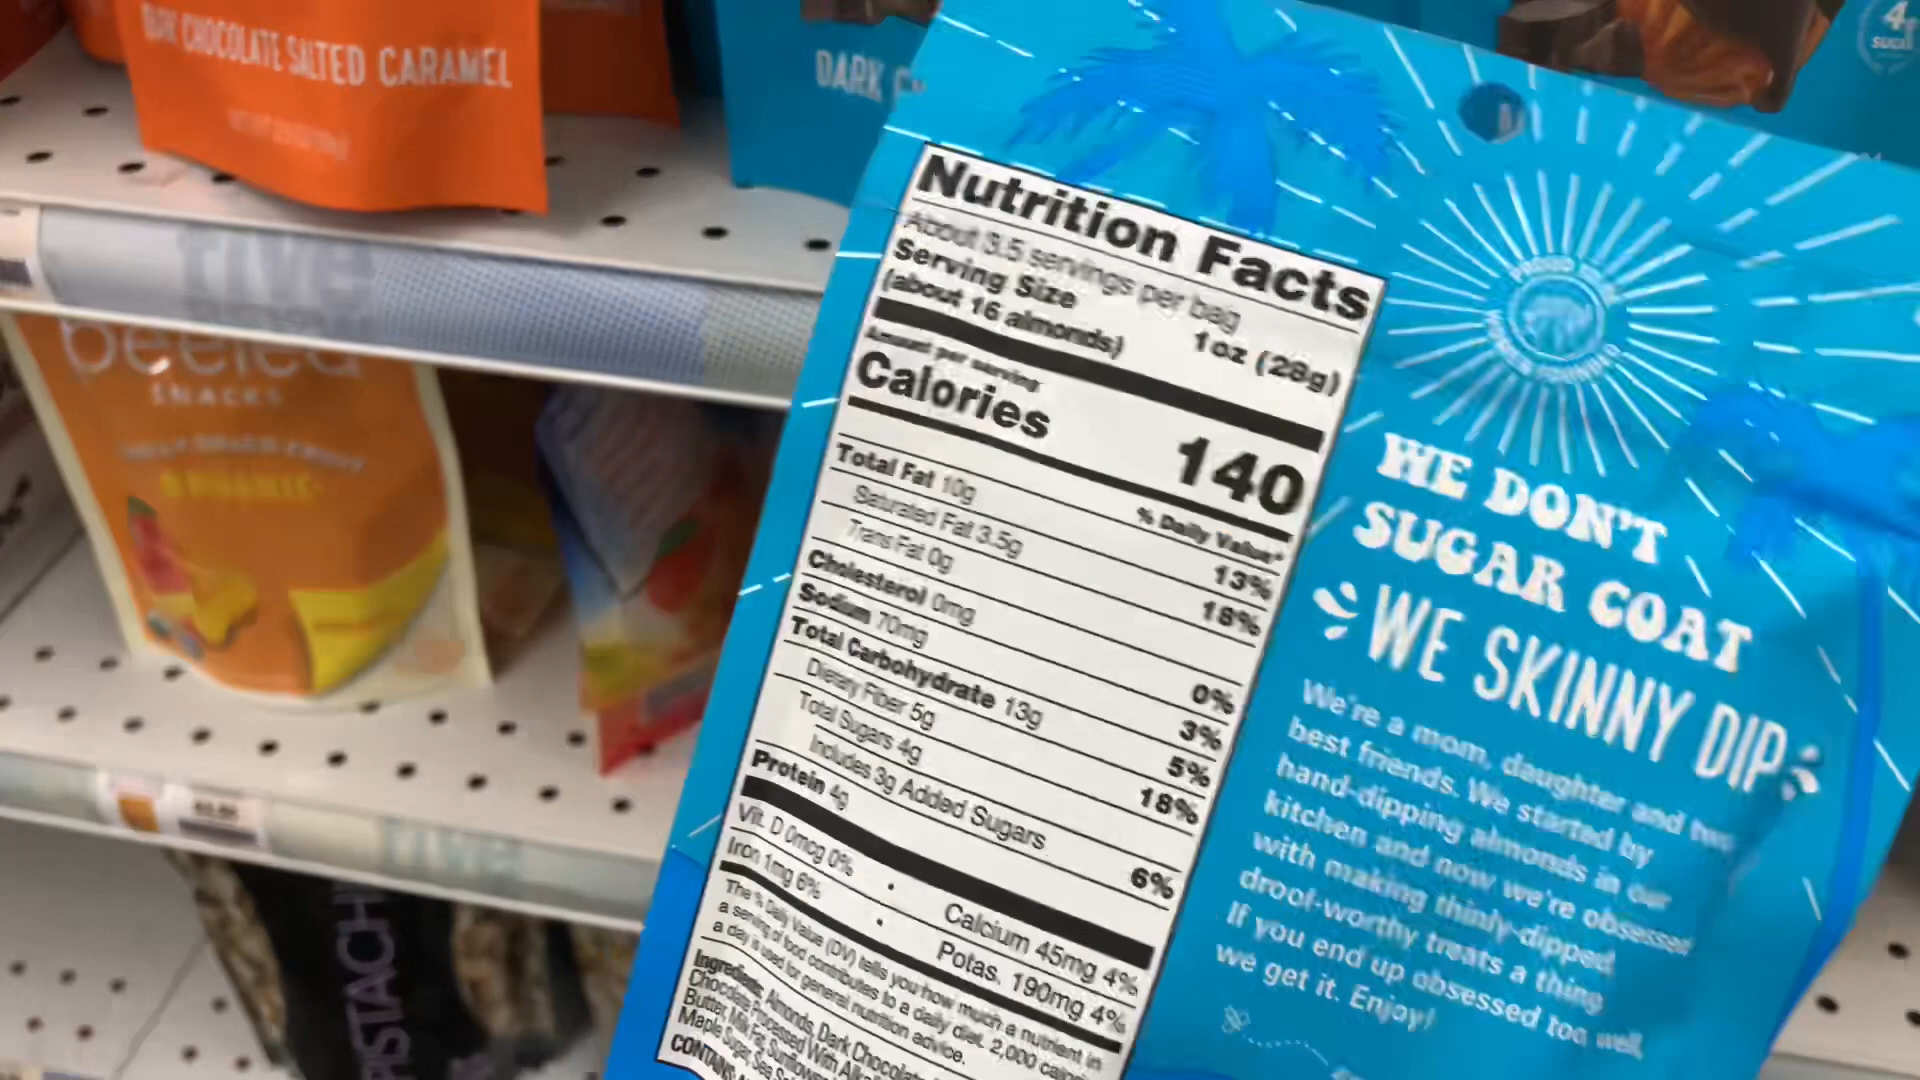 DARK CHOCOLATE SALTED CARAMEL
DARK
4g
SUGAR
peeled
SNACKS
ORGANIC
PISTACH
Nutrition Facts
About 3.5 servings per bag
Serving Size
(about 16 almonds) 1 oz (28g)
Amount per serving
Calories 140
% Daily Value*
Total Fat 10g 13%
Saturated Fat 3.5g 18%
Trans Fat 0g
Cholesterol 0mg 0%
Sodium 70mg 3%
Total Carbohydrate 13g 5%
Dietary Fiber 5g 18%
Total Sugars 4g
Includes 3g Added Sugars 6%
Protein 4g
Vit. D 0mcg 0% • Calcium 45mg 4%
Iron 1mg 6% • Potas. 190mg 4%
The % Daily Value (DV) tells you how much a nutrient in
a serving of food contributes to a daily diet. 2,000 calories
a day is used for general nutrition advice.
Ingredients: Almonds, Dark Chocolate
Chocolate Processed With Alkali
Butter, Milk Fat, Sunflower
Maple Sugar, Sea Salt
CONTAINS:
WE DON'T
SUGAR COAT
WE SKINNY DIP
We're a mom, daughter and two
best friends. We started by
hand-dipping almonds in our
kitchen and now we're obsessed
with making thinly-dipped,
drool-worthy treats a thing
If you end up obsessed too well,
we get it. Enjoy!